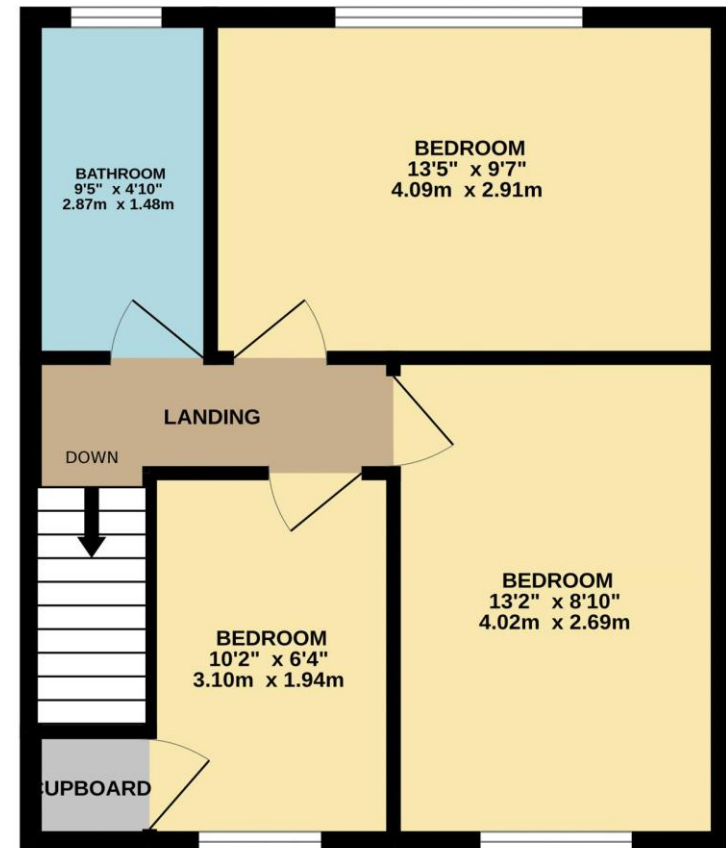 BATHROOM
9'5" x 4'10"
2.87m x 1.48m
BEDROOM
13'5" x 9'7"
4.09m x 2.91m
LANDING
DOWN
BEDROOM
13'2" x 8'10"
4.02m x 2.69m
BEDROOM
10'2" x 6'4"
3.10m x 1.94m
CUPBOARD